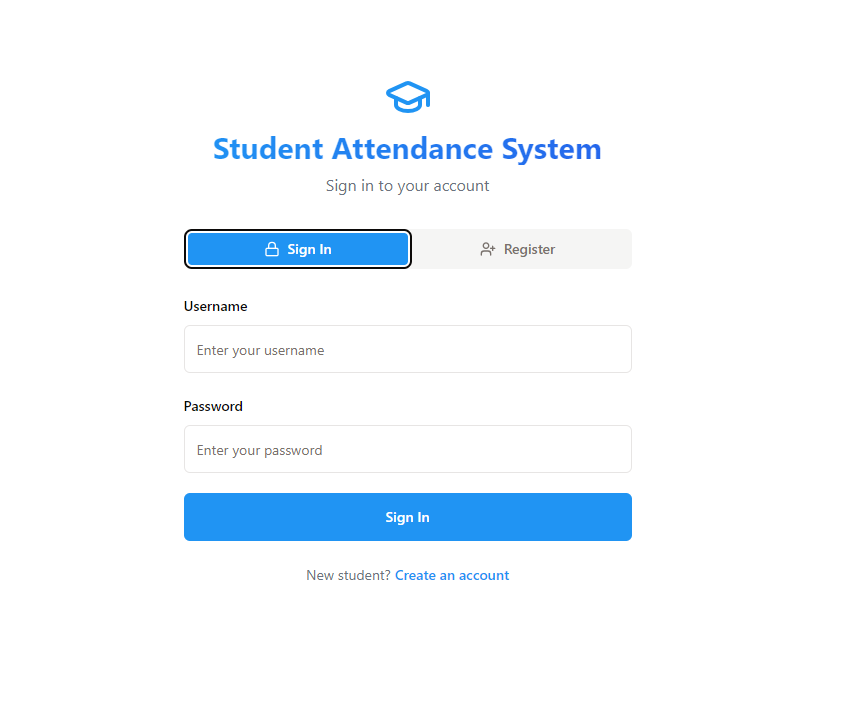 Student Attendance System
Sign in to your account
Sign In
Register
Username
Enter your username
Password
Enter your password
Sign In
New student? Create an account